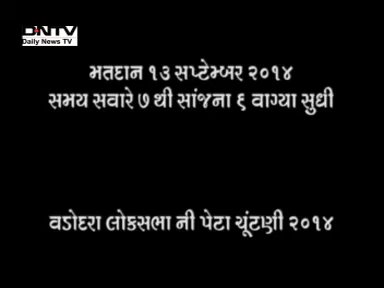 DNTV
Daily News TV
મતદાન ૧૩ સપ્ટેમ્બર ૨૦૧૪
સમય સવારે ૭ થી સાંજના ૬ વાગ્યા સુધી
વડોદરા લોકસભા ની પેટા ચૂંટણી ૨૦૧૪